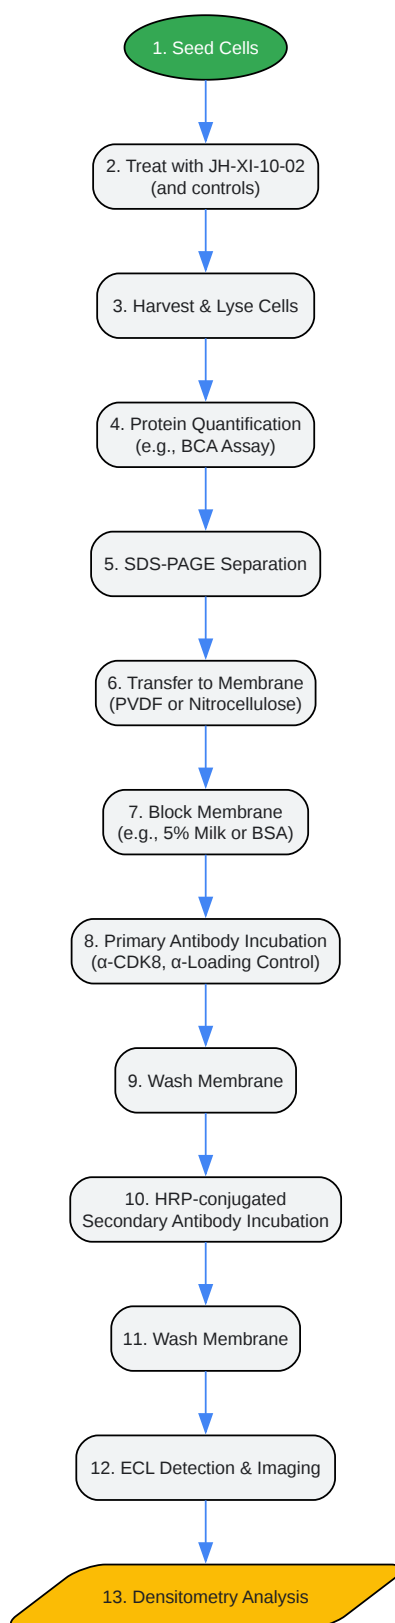 1. Seed Cells
2. Treat with JH-XI-10-02
(and controls)
3. Harvest & Lyse Cells
4. Protein Quantification
(e.g., BCA Assay)
5. SDS-PAGE Separation
6. Transfer to Membrane
(PVDF or Nitrocellulose)
7. Block Membrane
(e.g., 5% Milk or BSA)
8. Primary Antibody Incubation
(α-CDK8, α-Loading Control)
9. Wash Membrane
10. HRP-conjugated
Secondary Antibody Incubation
11. Wash Membrane
12. ECL Detection & Imaging
13. Densitometry Analysis